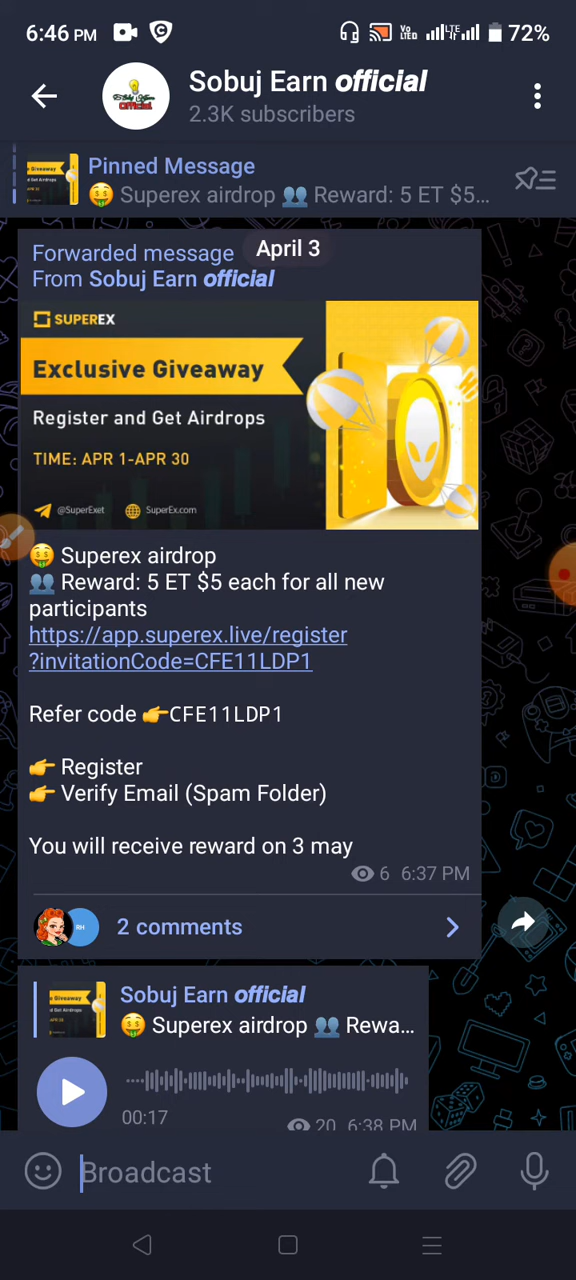 6:46 PM
Vo LTE
LTE
72%
Sobuj Earn official
2.3K subscribers
Pinned Message
🤑 Superex airdrop 👥 Reward: 5 ET $5...
April 3
Forwarded message
From Sobuj Earn official
SUPEREX
Exclusive Giveaway
Register and Get Airdrops
TIME: APR 1-APR 30
@SuperExet SuperEx.com
🤑 Superex airdrop
👥 Reward: 5 ET $5 each for all new
participants
https://app.superex.live/register
?invitationCode=CFE11LDP1
Refer code 👉CFE11LDP1
👉 Register
👉 Verify Email (Spam Folder)
You will receive reward on 3 may
6 6:37 PM
RH
2 comments
Sobuj Earn official
🤑 Superex airdrop 👥 Rewa...
00:17
20 6:38 PM
Broadcast